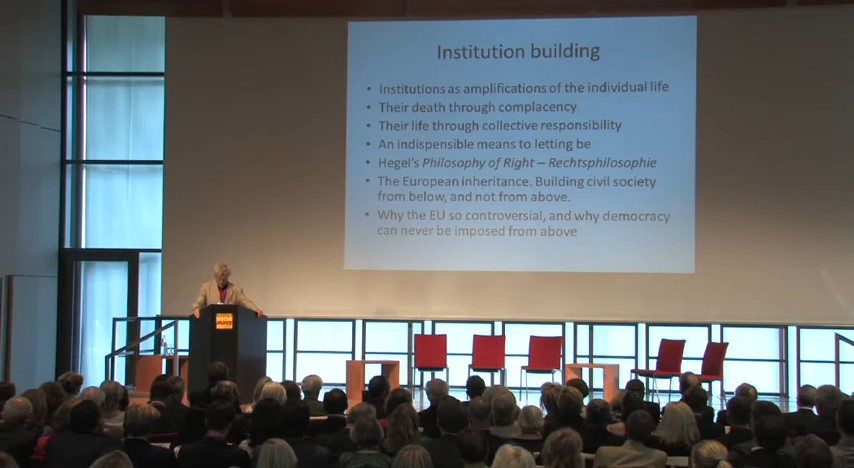 Institution building
• Institutions as amplifications of the individual life
• Their death through complacency
• Their life through collective responsibility
• An indispensible means to letting be
• Hegel's Philosophy of Right – Rechtsphilosophie
• The European inheritance. Building civil society
from below, and not from above.
• Why the EU so controversial, and why democracy
can never be imposed from above